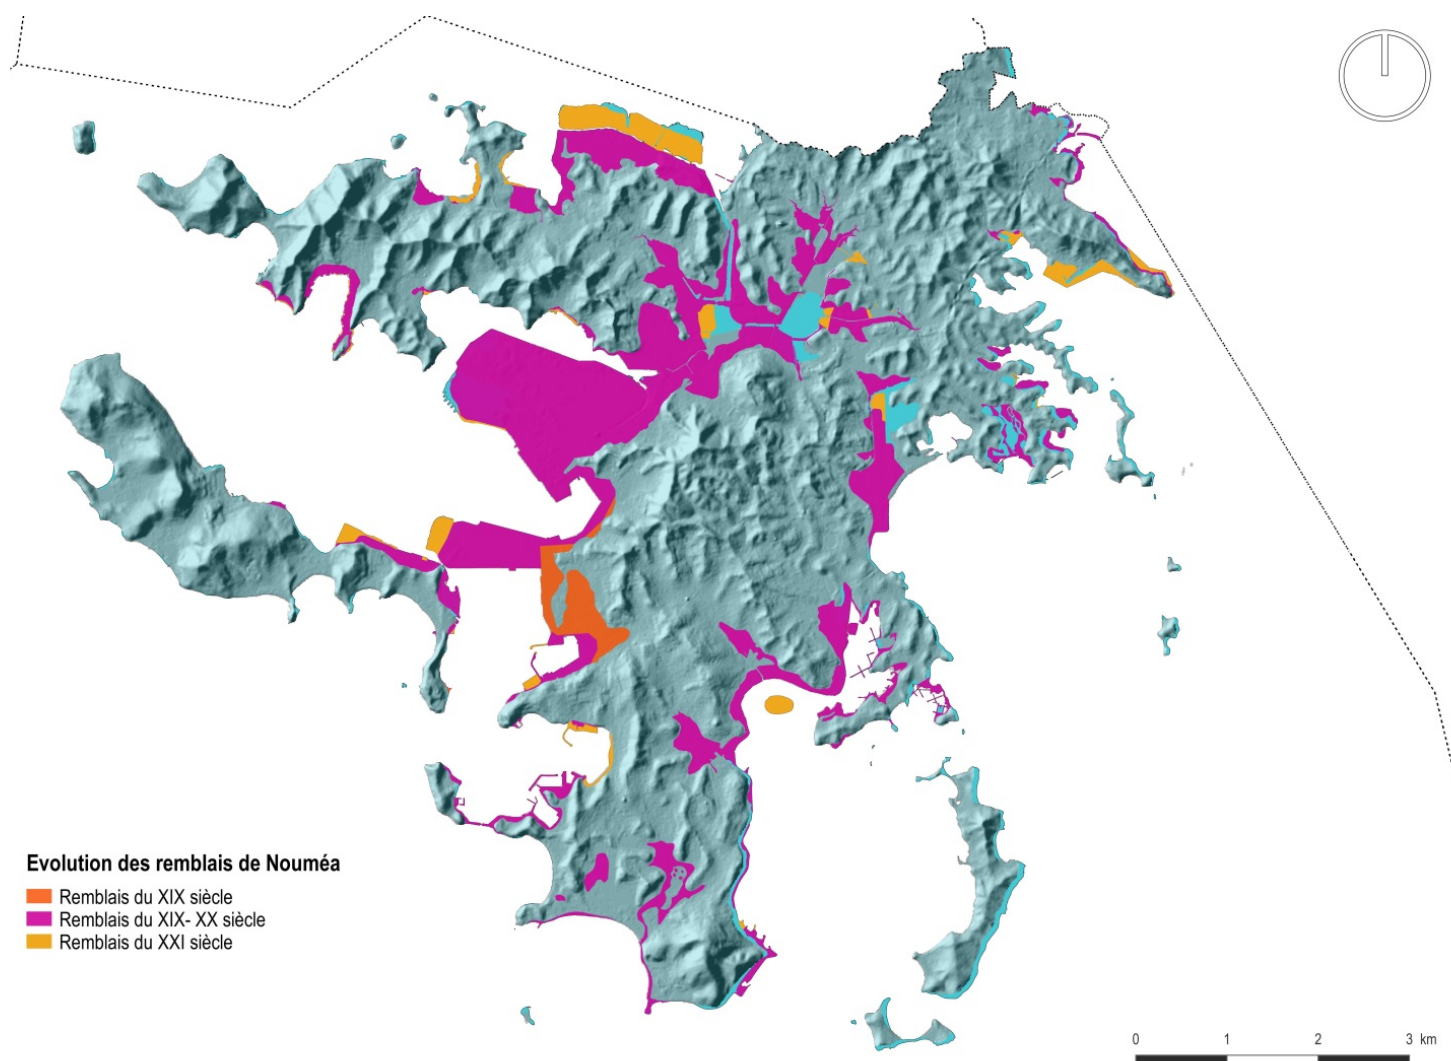 Evolution des remblais de Nouméa
Remblais du XIX siècle
Remblais du XIX- XX siècle
Remblais du XXI siècle
0 1 2 3 km